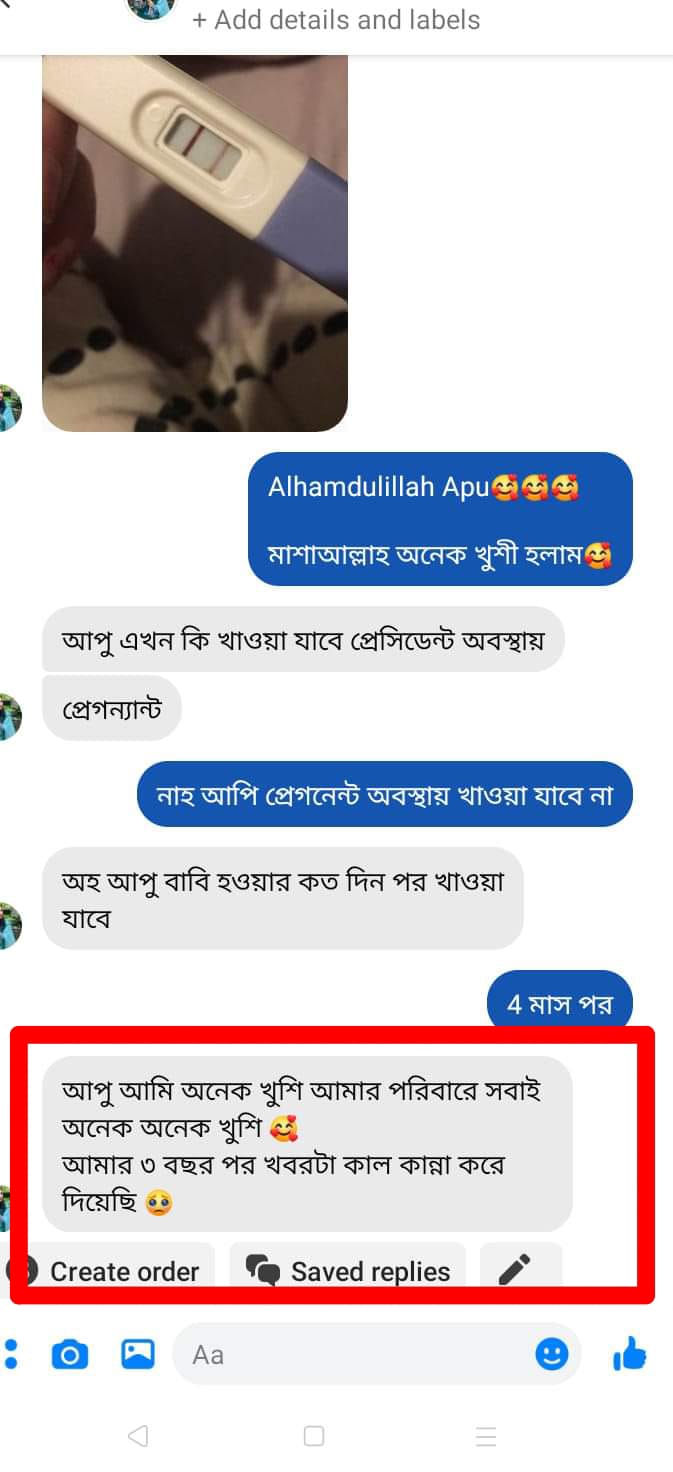 + Add details and labels
Alhamdulillah Apu🥰🥰🥰
মাশাআল্লাহ অনেক খুশী হলাম🥰
আপু এখন কি খাওয়া যাবে প্রেসিডেন্ট অবস্থায়
প্রেগন্যান্ট
নাহ আপি প্রেগনেন্ট অবস্থায় খাওয়া যাবে না
অহ আপু বাবি হওয়ার কত দিন পর খাওয়া
যাবে
4 মাস পর
আপু আমি অনেক খুশি আমার পরিবারে সবাই
অনেক অনেক খুশি 🥰
আমার ৩ বছর পর খবরটা কাল কান্না করে
দিয়েছি 🥹
Create order
Saved replies
Aa